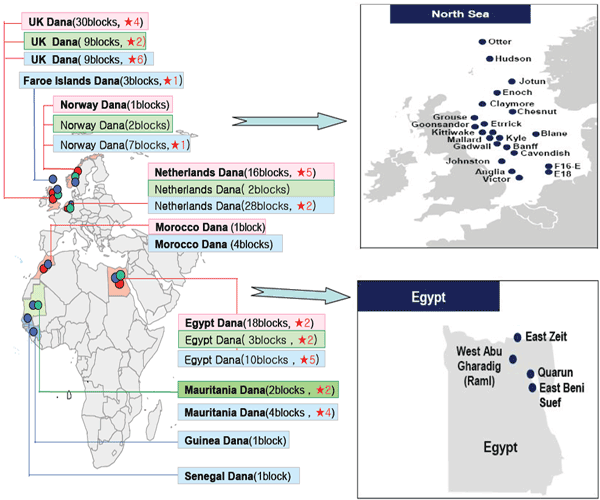 UK Dana(30blocks, ★4)
UK Dana( 9blocks, ★2)
UK Dana( 9blocks, ★6)
Faroe Islands Dana(3blocks,★1)
Norway Dana(1blocks)
Norway Dana(2blocks)
Norway Dana(7blocks,★1)
Netherlands Dana(16blocks,★5)
Netherlands Dana( 2blocks)
Netherlands Dana(28blocks,★2)
Morocco Dana(1block)
Morocco Dana(4blocks)
Egypt Dana(18blocks,★2)
Egypt Dana( 3blocks ,★2)
Egypt Dana(10blocks ,★5)
Mauritania Dana(2blocks ,★2)
Mauritania Dana(4blocks ,★4)
Guinea Dana(1block)
Senegal Dana(1block)
North Sea
Otter
Hudson
Jotun
Enoch
Claymore
Chesnut
Grouse
Goonsander
Etrrick
Kittiwake
Blane
Mallard
Kyle
Gadwall
Banff
Cavendish
Johnston
F16-E
Auglia
E18
Victor
Egypt
East Zeit
West Abu
Gharadig
(Raml)
Quarun
East Beni
Suef
Egypt